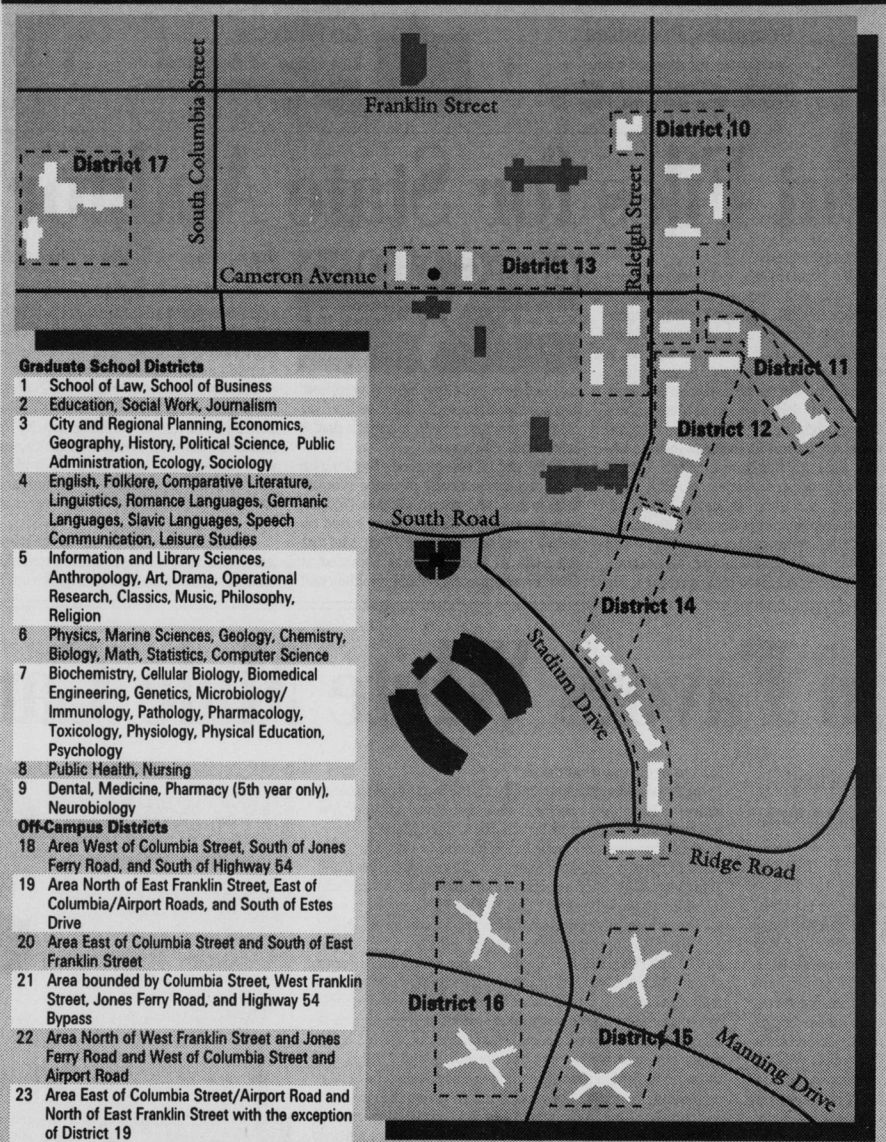 South Columbia Street
Franklin Street
District 10
District 17
Raleigh Street
District 13
Cameron Avenue
District 11
District 12
South Road
District 14
Stadium Drive
Ridge Road
District 16
District 15
Manning Drive
Graduate School Districts
1 School of Law, School of Business
2 Education, Social Work, Journalism
3 City and Regional Planning, Economics,
Geography, History, Political Science, Public
Administration, Ecology, Sociology
4 English, Folklore, Comparative Literature,
Linguistics, Romance Languages, Germanic
Languages, Slavic Languages, Speech
Communication, Leisure Studies
5 Information and Library Sciences,
Anthropology, Art, Drama, Operational
Research, Classics, Music, Philosophy,
Religion
6 Physics, Marine Sciences, Geology, Chemistry,
Biology, Math, Statistics, Computer Science
7 Biochemistry, Cellular Biology, Biomedical
Engineering, Genetics, Microbiology/
Immunology, Pathology, Pharmacology,
Toxicology, Physiology, Physical Education,
Psychology
8 Public Health, Nursing
9 Dental, Medicine, Pharmacy (5th year only),
Neurobiology
Off-Campus Districts
18 Area West of Columbia Street, South of Jones
Ferry Road, and South of Highway 54
19 Area North of East Franklin Street, East of
Columbia/Airport Roads, and South of Estes
Drive
20 Area East of Columbia Street and South of East
Franklin Street
21 Area bounded by Columbia Street, West Franklin
Street, Jones Ferry Road, and Highway 54
Bypass
22 Area North of West Franklin Street and Jones
Ferry Road and West of Columbia Street and
Airport Road
23 Area East of Columbia Street/Airport Road and
North of East Franklin Street with the exception
of District 19